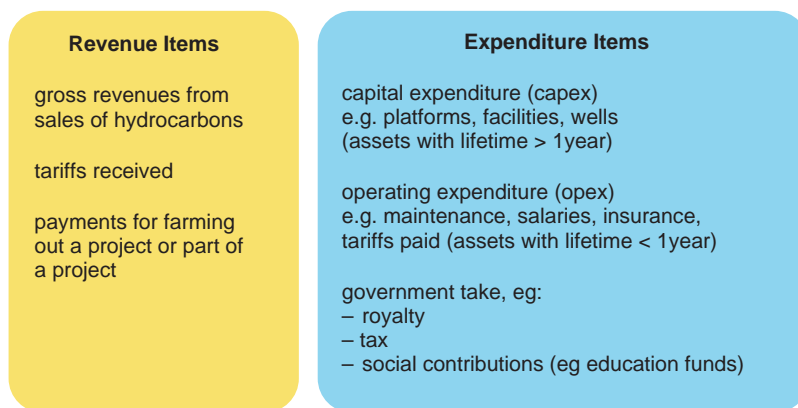 Revenue Items
gross revenues from
sales of hydrocarbons
tariffs received
payments for farming
out a project or part of
a project
Expenditure Items
capital expenditure (capex)
e.g. platforms, facilities, wells
(assets with lifetime > 1year)
operating expenditure (opex)
e.g. maintenance, salaries, insurance,
tariffs paid (assets with lifetime < 1year)
government take, eg:
– royalty
– tax
– social contributions (eg education funds)